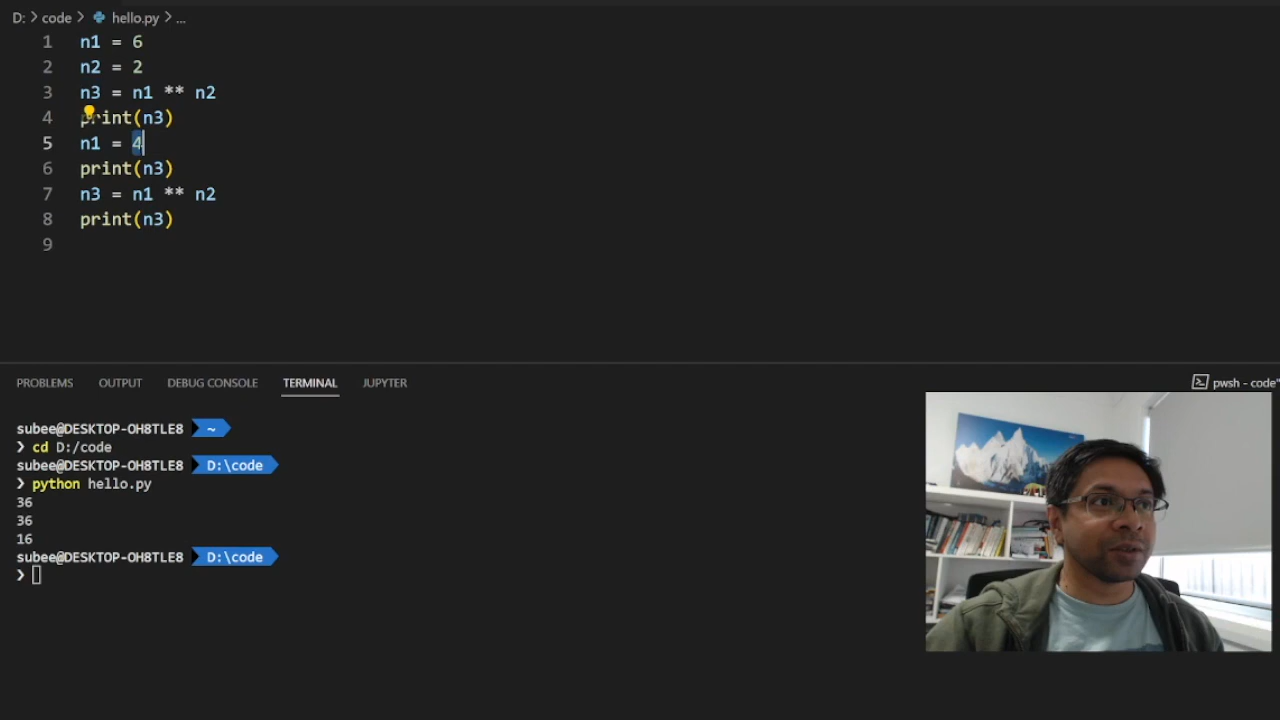 D: > code > hello.py > ...
1 n1 = 6
2 n2 = 2
3 n3 = n1 ** n2
4 print(n3)
5 n1 = 4
6 print(n3)
7 n3 = n1 ** n2
8 print(n3)
9
PROBLEMS OUTPUT DEBUG CONSOLE TERMINAL JUPYTER
pwsh - code
subee@DESKTOP-OH8TLE8 ~
❯ cd D:/code
subee@DESKTOP-OH8TLE8 D:\code
❯ python hello.py
36
36
16
subee@DESKTOP-OH8TLE8 D:\code
❯